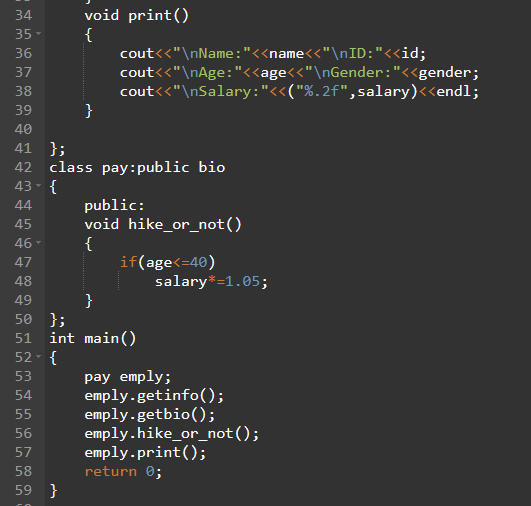 34 void print()
35 {
36 cout<<"\nName:"<<name<<"\nID:"<<id;
37 cout<<"\nAge:"<<age<<"\nGender:"<<gender;
38 cout<<"\nSalary:"<<("%.2f",salary)<<endl;
39 }
40
41 };
42 class pay:public bio
43 {
44 public:
45 void hike_or_not()
46 {
47 if(age<=40)
48 salary*=1.05;
49 }
50 };
51 int main()
52 {
53 pay emply;
54 emply.getinfo();
55 emply.getbio();
56 emply.hike_or_not();
57 emply.print();
58 return 0;
59 }